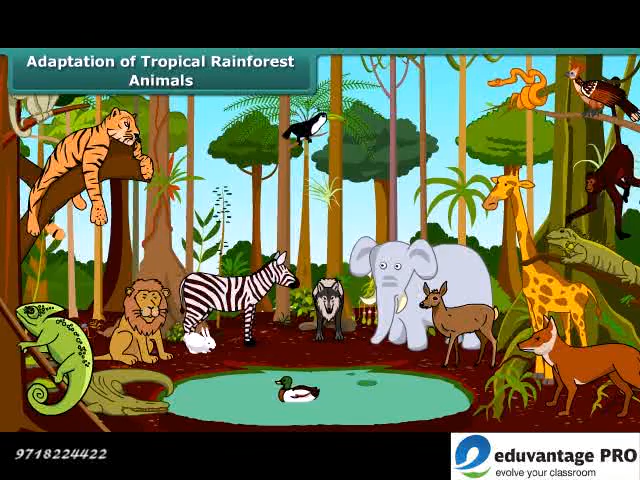 Adaptation of Tropical Rainforest
Animals
9718224422
eduvantage PRO
evolve your classroom